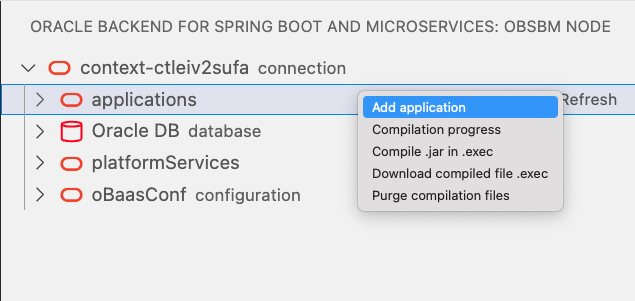 ORACLE BACKEND FOR SPRING BOOT AND MICROSERVICES: OBSBM NODE
context-ctleiv2sufa connection
applications Refresh
Add application
Compilation progress
Compile .jar in .exec
Download compiled file .exec
Purge compilation files
Oracle DB database
platformServices
oBaasConf configuration